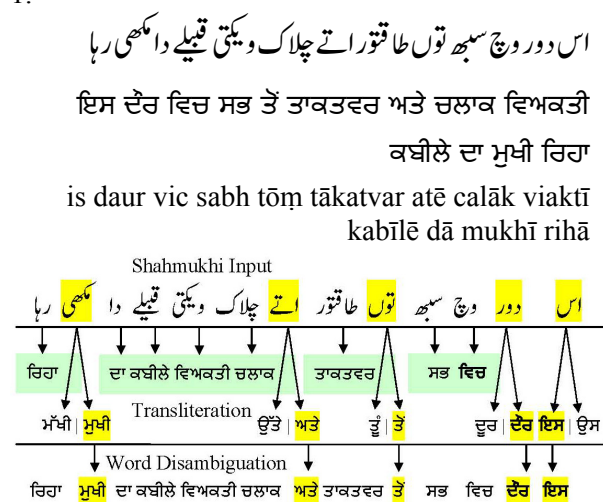 اس دور وچ سبھ توں طاقتور اتے چلاک ویکتی قبیلے دا مکھی رہا
ਇਸ ਦੌਰ ਵਿਚ ਸਭ ਤੋਂ ਤਾਕਤਵਰ ਅਤੇ ਚਲਾਕ ਵਿਅਕਤੀ
ਕਬੀਲੇ ਦਾ ਮੁਖੀ ਰਿਹਾ
is daur vic sabh tōṃ tākatvar atē calāk viaktī
kabīlē dā mukhī rihā
Shahmukhi Input
اس دور وچ سبھ توں طاقتور اتے چلاک ویکتی قبیلے دا مکھی رہا
ਰਿਹਾ ਦਾ ਕਬੀਲੇ ਵਿਅਕਤੀ ਚਲਾਕ ਤਾਕਤਵਰ ਸਭ ਵਿਚ
Transliteration
ਮੱਖੀ | ਮੁਖੀ ਉੱਤੇ | ਅਤੇ ਤੂੰ | ਤੋਂ ਦੂਰ | ਦੌਰ ਇਸ | ਉਸ
Word Disambiguation
ਰਿਹਾ ਮੁਖੀ ਦਾ ਕਬੀਲੇ ਵਿਅਕਤੀ ਚਲਾਕ ਅਤੇ ਤਾਕਤਵਰ ਤੋਂ ਸਭ ਵਿਚ ਦੌਰ ਇਸ